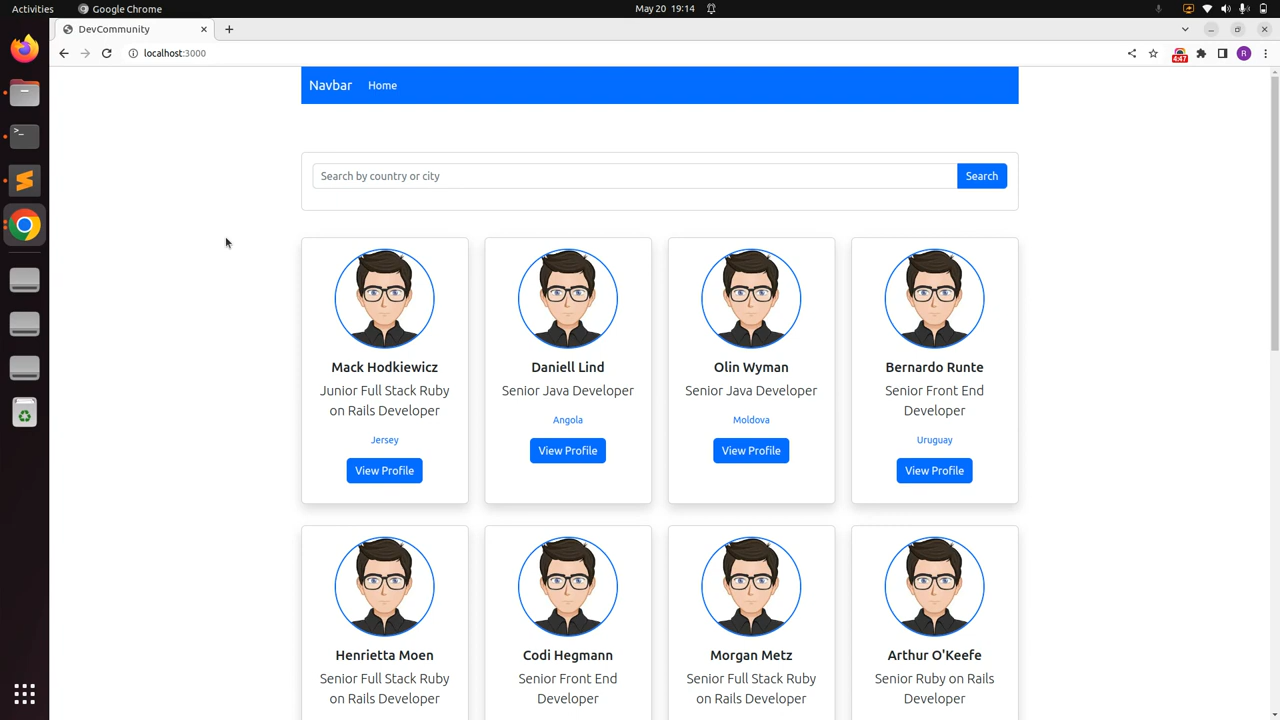 Activities
Google Chrome
May 20 19:14
DevCommunity
localhost:3000
4:47
R
Navbar
Home
Search by country or city
Search
Mack Hodkiewicz
Junior Full Stack Ruby
on Rails Developer
Jersey
View Profile
Daniell Lind
Senior Java Developer
Angola
View Profile
Olin Wyman
Senior Java Developer
Moldova
View Profile
Bernardo Runte
Senior Front End
Developer
Uruguay
View Profile
Henrietta Moen
Senior Full Stack Ruby
on Rails Developer
Codi Hegmann
Senior Front End
Developer
Morgan Metz
Senior Full Stack Ruby
on Rails Developer
Arthur O'Keefe
Senior Ruby on Rails
Developer